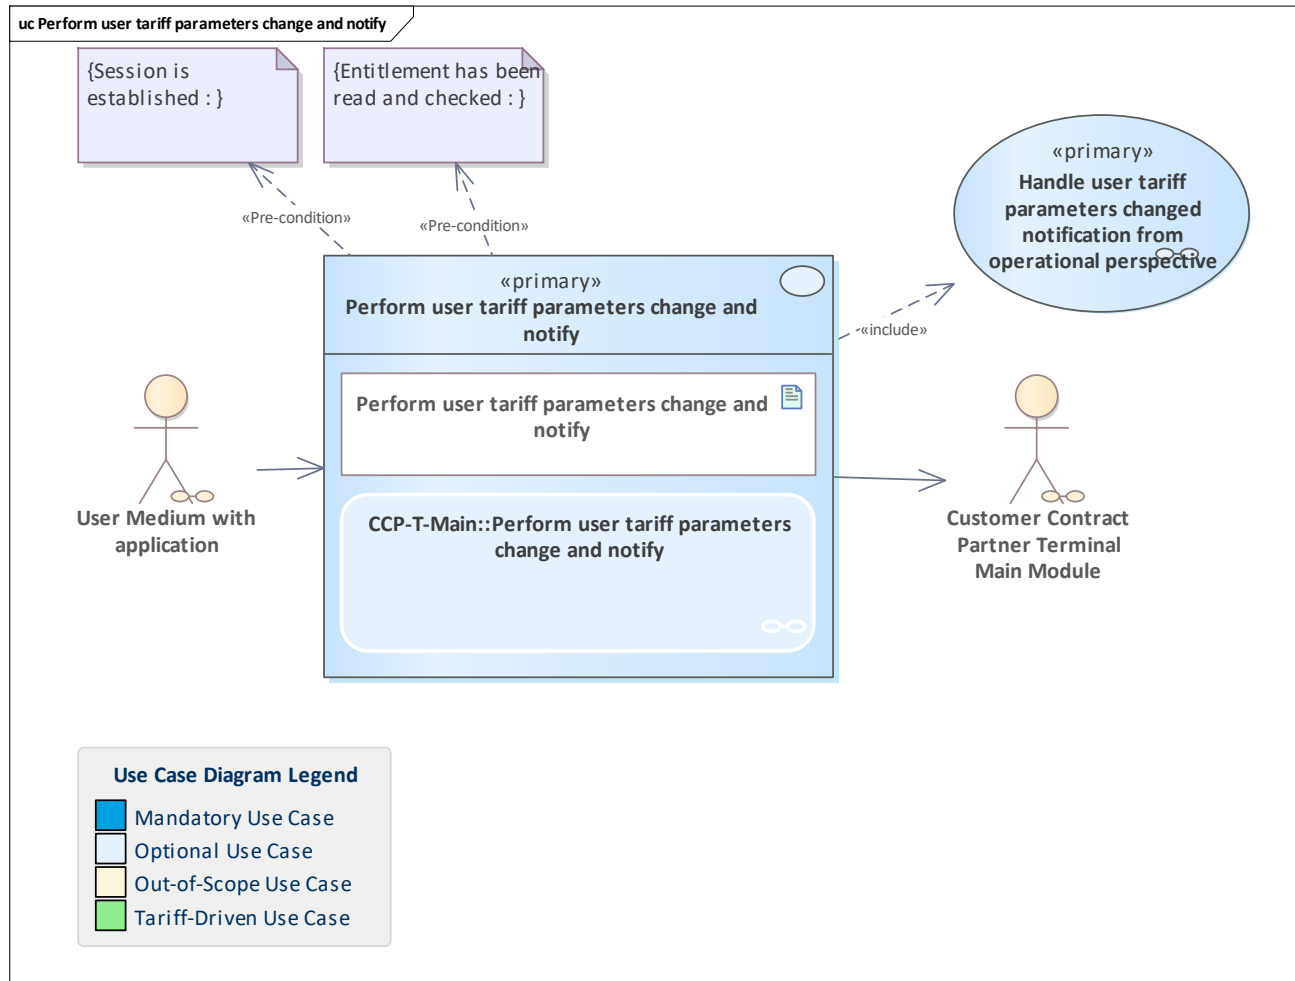 uc Perform user tariff parameters change and notify
{Session is
established : }
{Entitlement has been
read and checked : }
«Pre-condition»
«Pre-condition»
«primary»
Handle user tariff
parameters changed
notification from
operational perspective
«primary»
Perform user tariff parameters change and
notify
«include»
Perform user tariff parameters change and
notify
CCP-T-Main::Perform user tariff parameters
change and notify
User Medium with
application
Customer Contract
Partner Terminal
Main Module
Use Case Diagram Legend
Mandatory Use Case
Optional Use Case
Out-of-Scope Use Case
Tariff-Driven Use Case